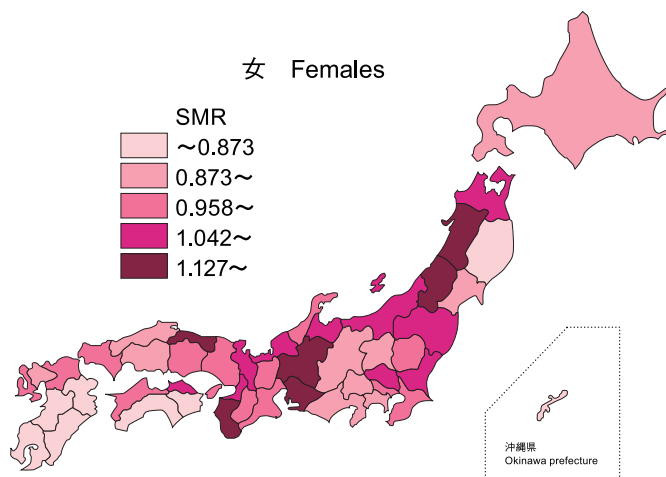 女 Females
SMR
〜0.873
0.873〜
0.958〜
1.042〜
1.127〜
沖縄県
Okinawa prefecture